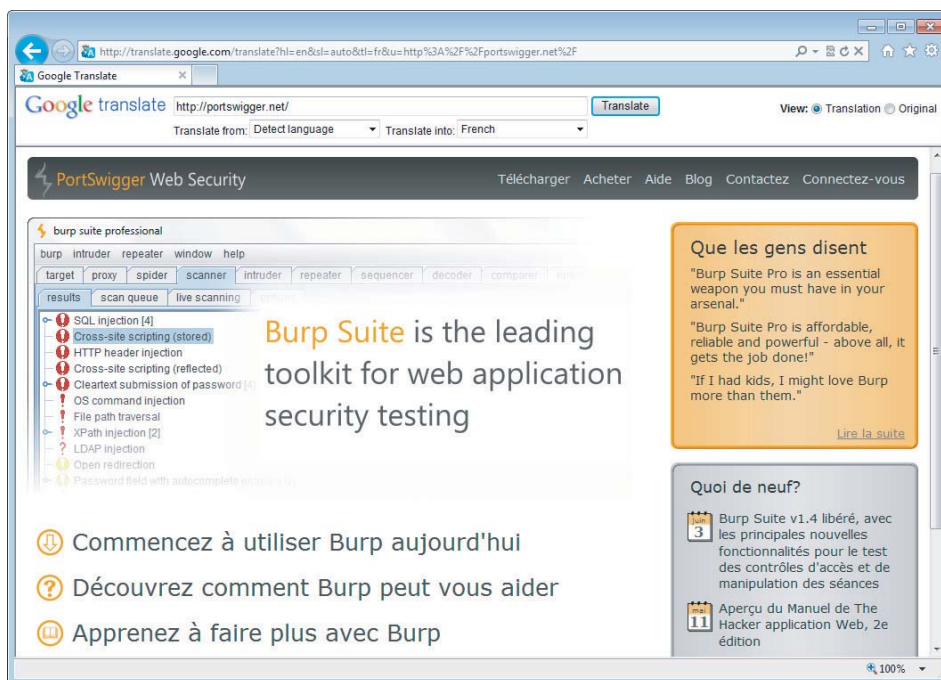 http://translate.google.com/translate?hl=en&sl=auto&tl=fr&u=http%3A%2F%2Fportswigger.net%2F
Google Translate
Google translate http://portswigger.net/ Translate View: Translation Original
Translate from: Detect language Translate into: French
PortSwigger Web Security Télécharger Acheter Aide Blog Contactez Connectez-vous
burp suite professional
burp intruder repeater window help
target proxy spider scanner intruder repeater sequencer decoder comparer
results scan queue live scanning options
SQL injection [4]
Cross-site scripting (stored)
HTTP header injection
Cross-site scripting (reflected)
Cleartext submission of password [4]
OS command injection
File path traversal
XPath injection [2]
LDAP injection
Open redirection
Password field with autocomplete
Burp Suite is the leading
toolkit for web application
security testing
Commencez à utiliser Burp aujourd'hui
Découvrez comment Burp peut vous aider
Apprenez à faire plus avec Burp
Que les gens disent
"Burp Suite Pro is an essential
weapon you must have in your
arsenal."
"Burp Suite Pro is affordable,
reliable and powerful - above all, it
gets the job done!"
"If I had kids, I might love Burp
more than them."
Lire la suite
Quoi de neuf?
juin
3
Burp Suite v1.4 libéré, avec
les principales nouvelles
fonctionnalités pour le test
des contrôles d'accès et de
manipulation des séances
mai
11
Aperçu du Manuel de The
Hacker application Web, 2e
édition
100%